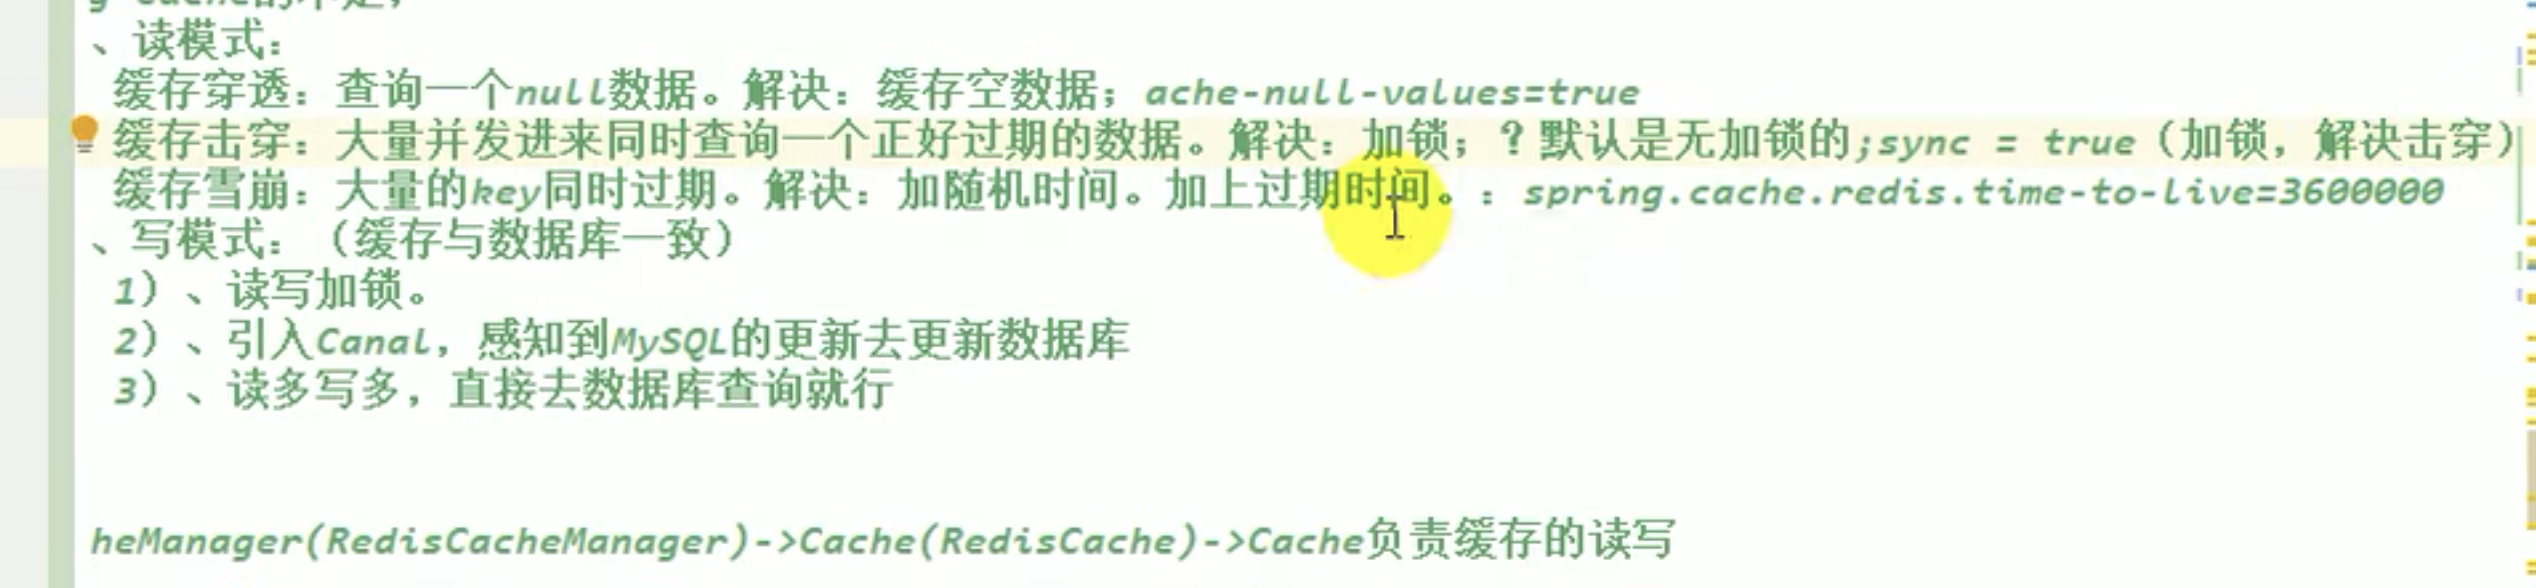 g Cache的不足；
、读模式：
缓存穿透：查询一个null数据。解决：缓存空数据；ache-null-values=true
缓存击穿：大量并发进来同时查询一个正好过期的数据。解决：加锁；？默认是无加锁的;sync = true（加锁，解决击穿）
缓存雪崩：大量的key同时过期。解决：加随机时间。加上过期时间。：spring.cache.redis.time-to-live=3600000
、写模式：（缓存与数据库一致）
1）、读写加锁。
2）、引入Canal，感知到MySQL的更新去更新数据库
3）、读多写多，直接去数据库查询就行
heManager(RedisCacheManager)->Cache(RedisCache)->Cache负责缓存的读写